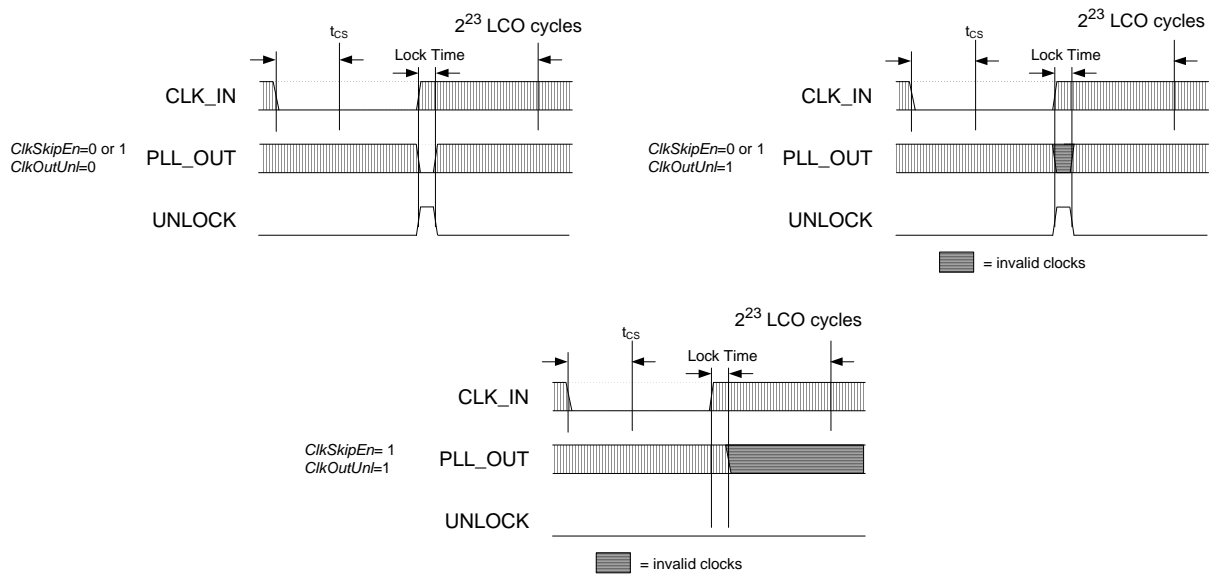 2^23 LCO cycles
t_CS
Lock Time
CLK_IN
ClkSkipEn=0 or 1
ClkOutUnl=0
PLL_OUT
UNLOCK
2^23 LCO cycles
t_CS
Lock Time
CLK_IN
ClkSkipEn=0 or 1
ClkOutUnl=1
PLL_OUT
UNLOCK
= invalid clocks
2^23 LCO cycles
t_CS
Lock Time
CLK_IN
ClkSkipEn= 1
ClkOutUnl=1
PLL_OUT
UNLOCK
= invalid clocks